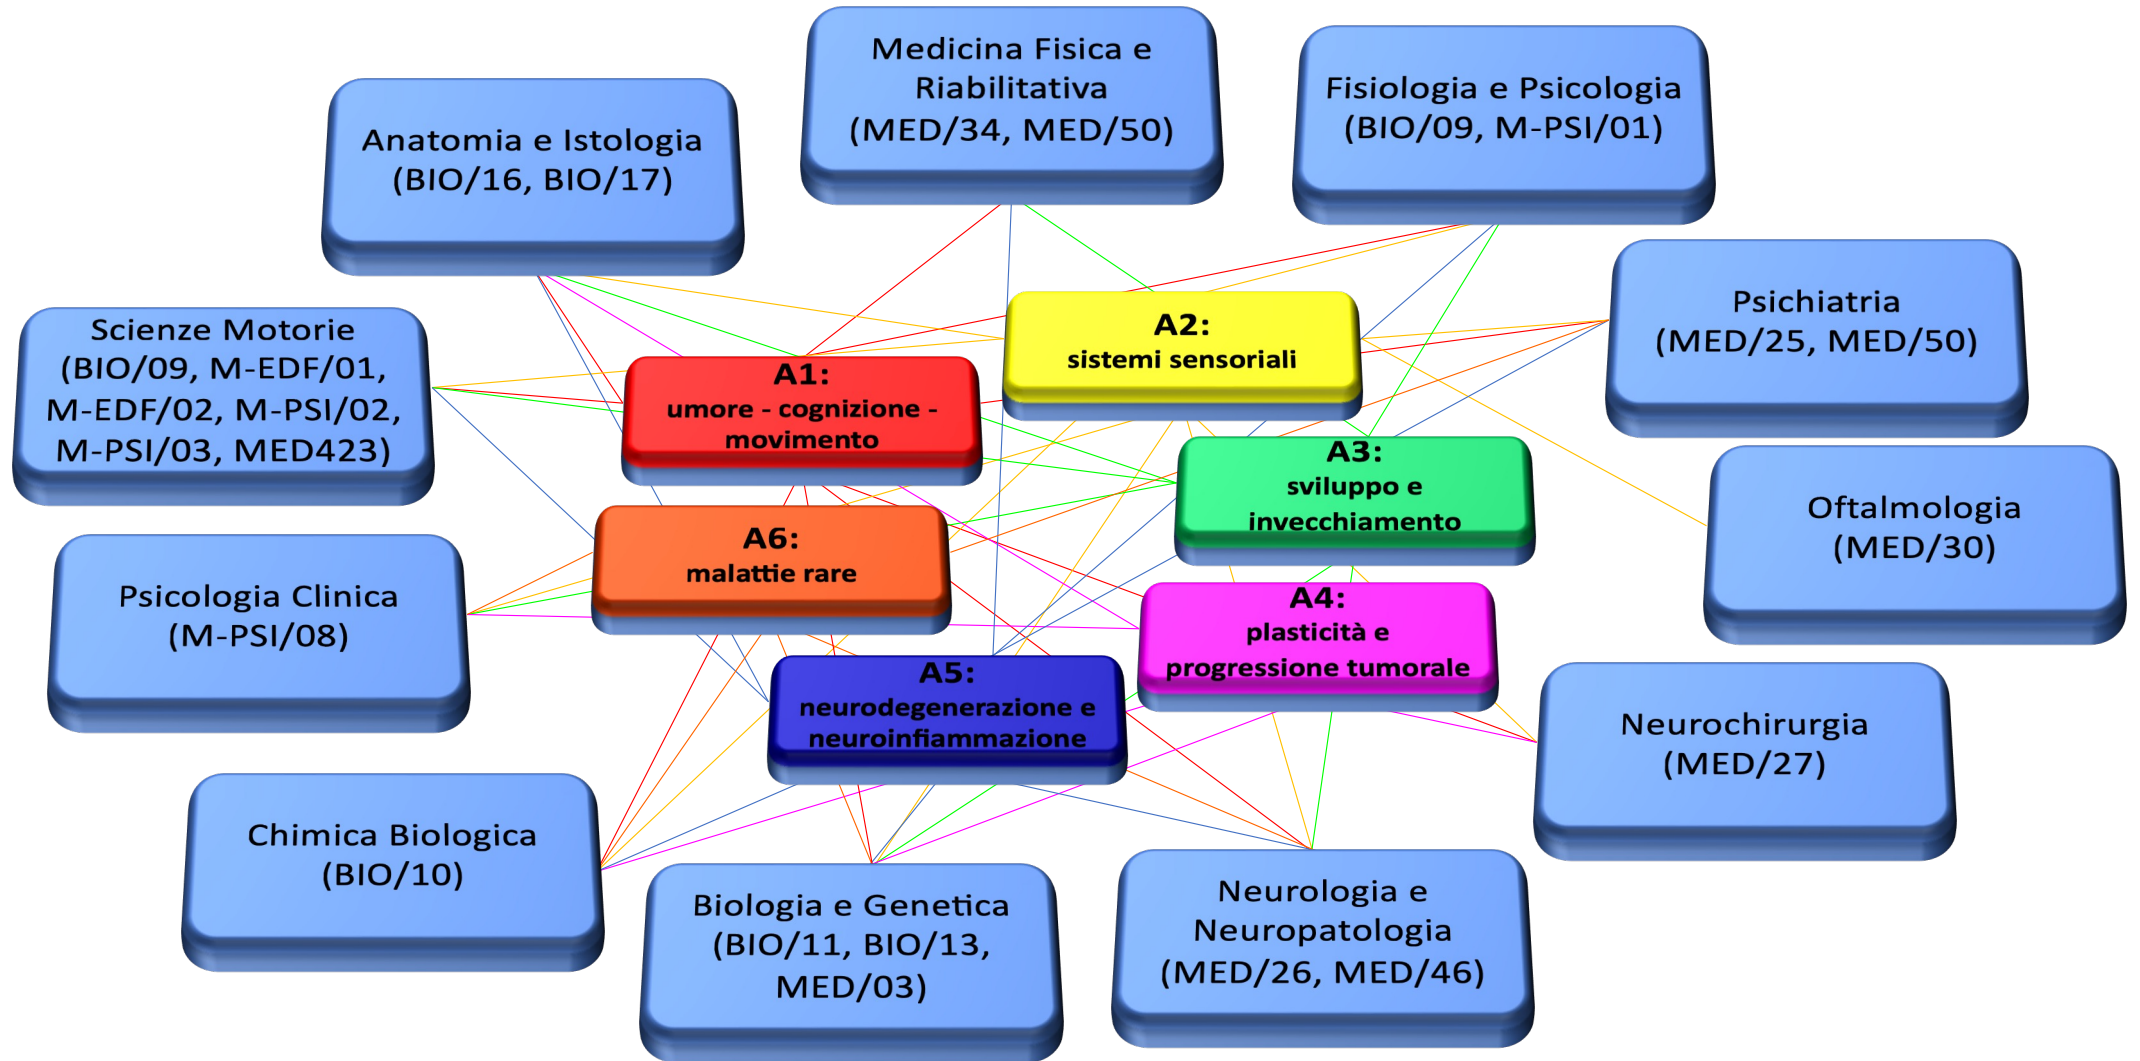 Medicina Fisica e
Riabilitativa
(MED/34, MED/50)
Fisiologia e Psicologia
(BIO/09, M-PSI/01)
Anatomia e Istologia
(BIO/16, BIO/17)
Psichiatria
(MED/25, MED/50)
Scienze Motorie
(BIO/09, M-EDF/01,
M-EDF/02, M-PSI/02,
M-PSI/03, MED423)
A2:
sistemi sensoriali
A1:
umore - cognizione -
movimento
A3:
sviluppo e
invecchiamento
Oftalmologia
(MED/30)
A6:
malattie rare
Psicologia Clinica
(M-PSI/08)
A4:
plasticità e
progressione tumorale
A5:
neurodegenerazione e
neuroinfiammazione
Neurochirurgia
(MED/27)
Chimica Biologica
(BIO/10)
Biologia e Genetica
(BIO/11, BIO/13,
MED/03)
Neurologia e
Neuropatologia
(MED/26, MED/46)